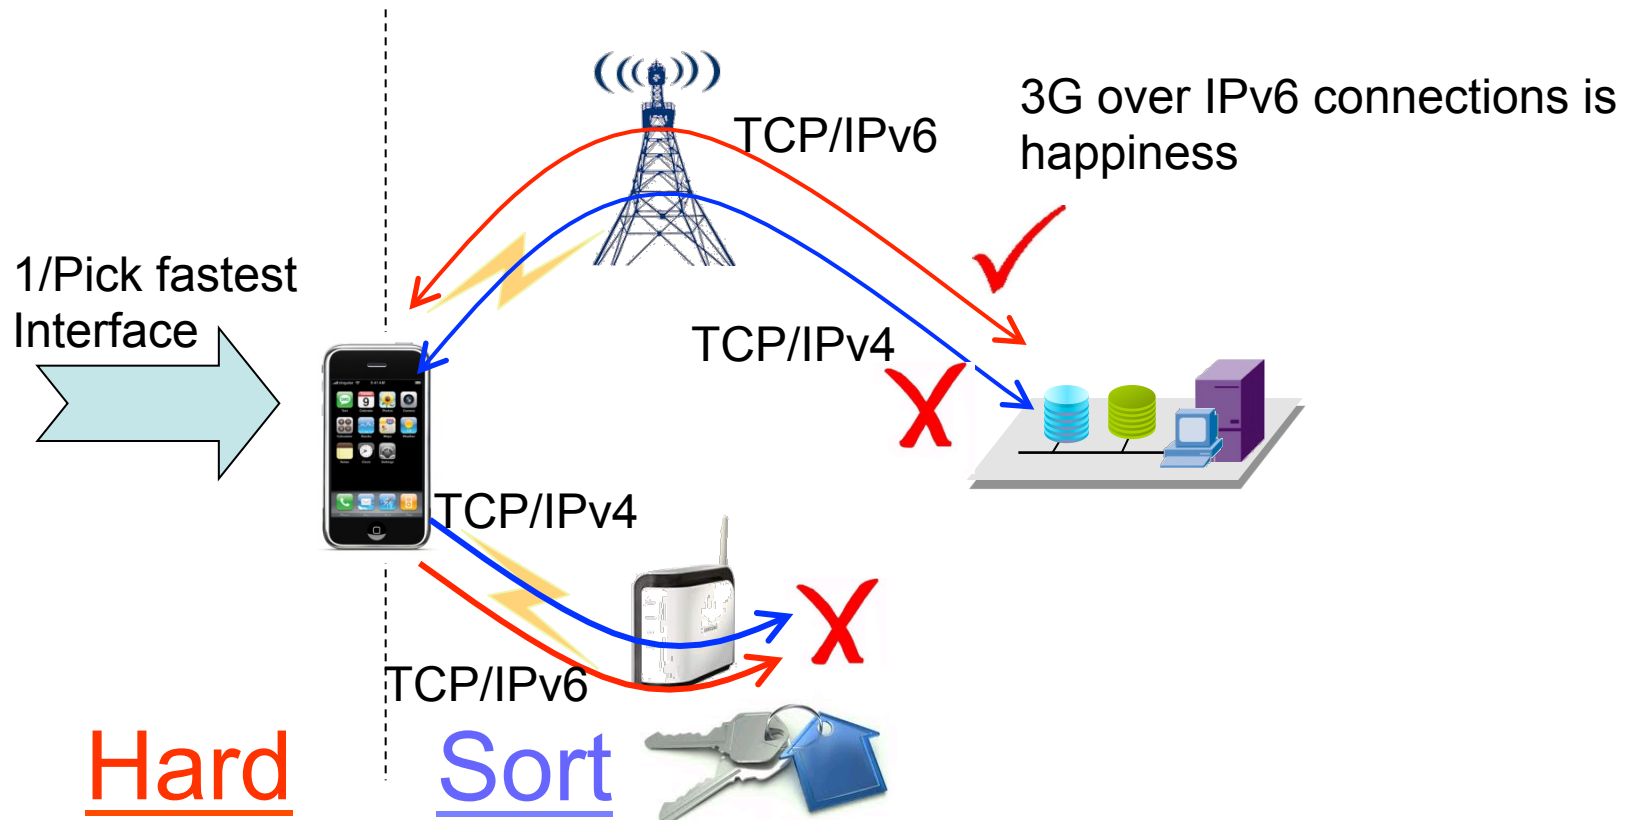 TCP/IPv6
3G over IPv6 connections is
happiness
1/Pick fastest
Interface
TCP/IPv4
TCP/IPv4
TCP/IPv6
Hard
Sort